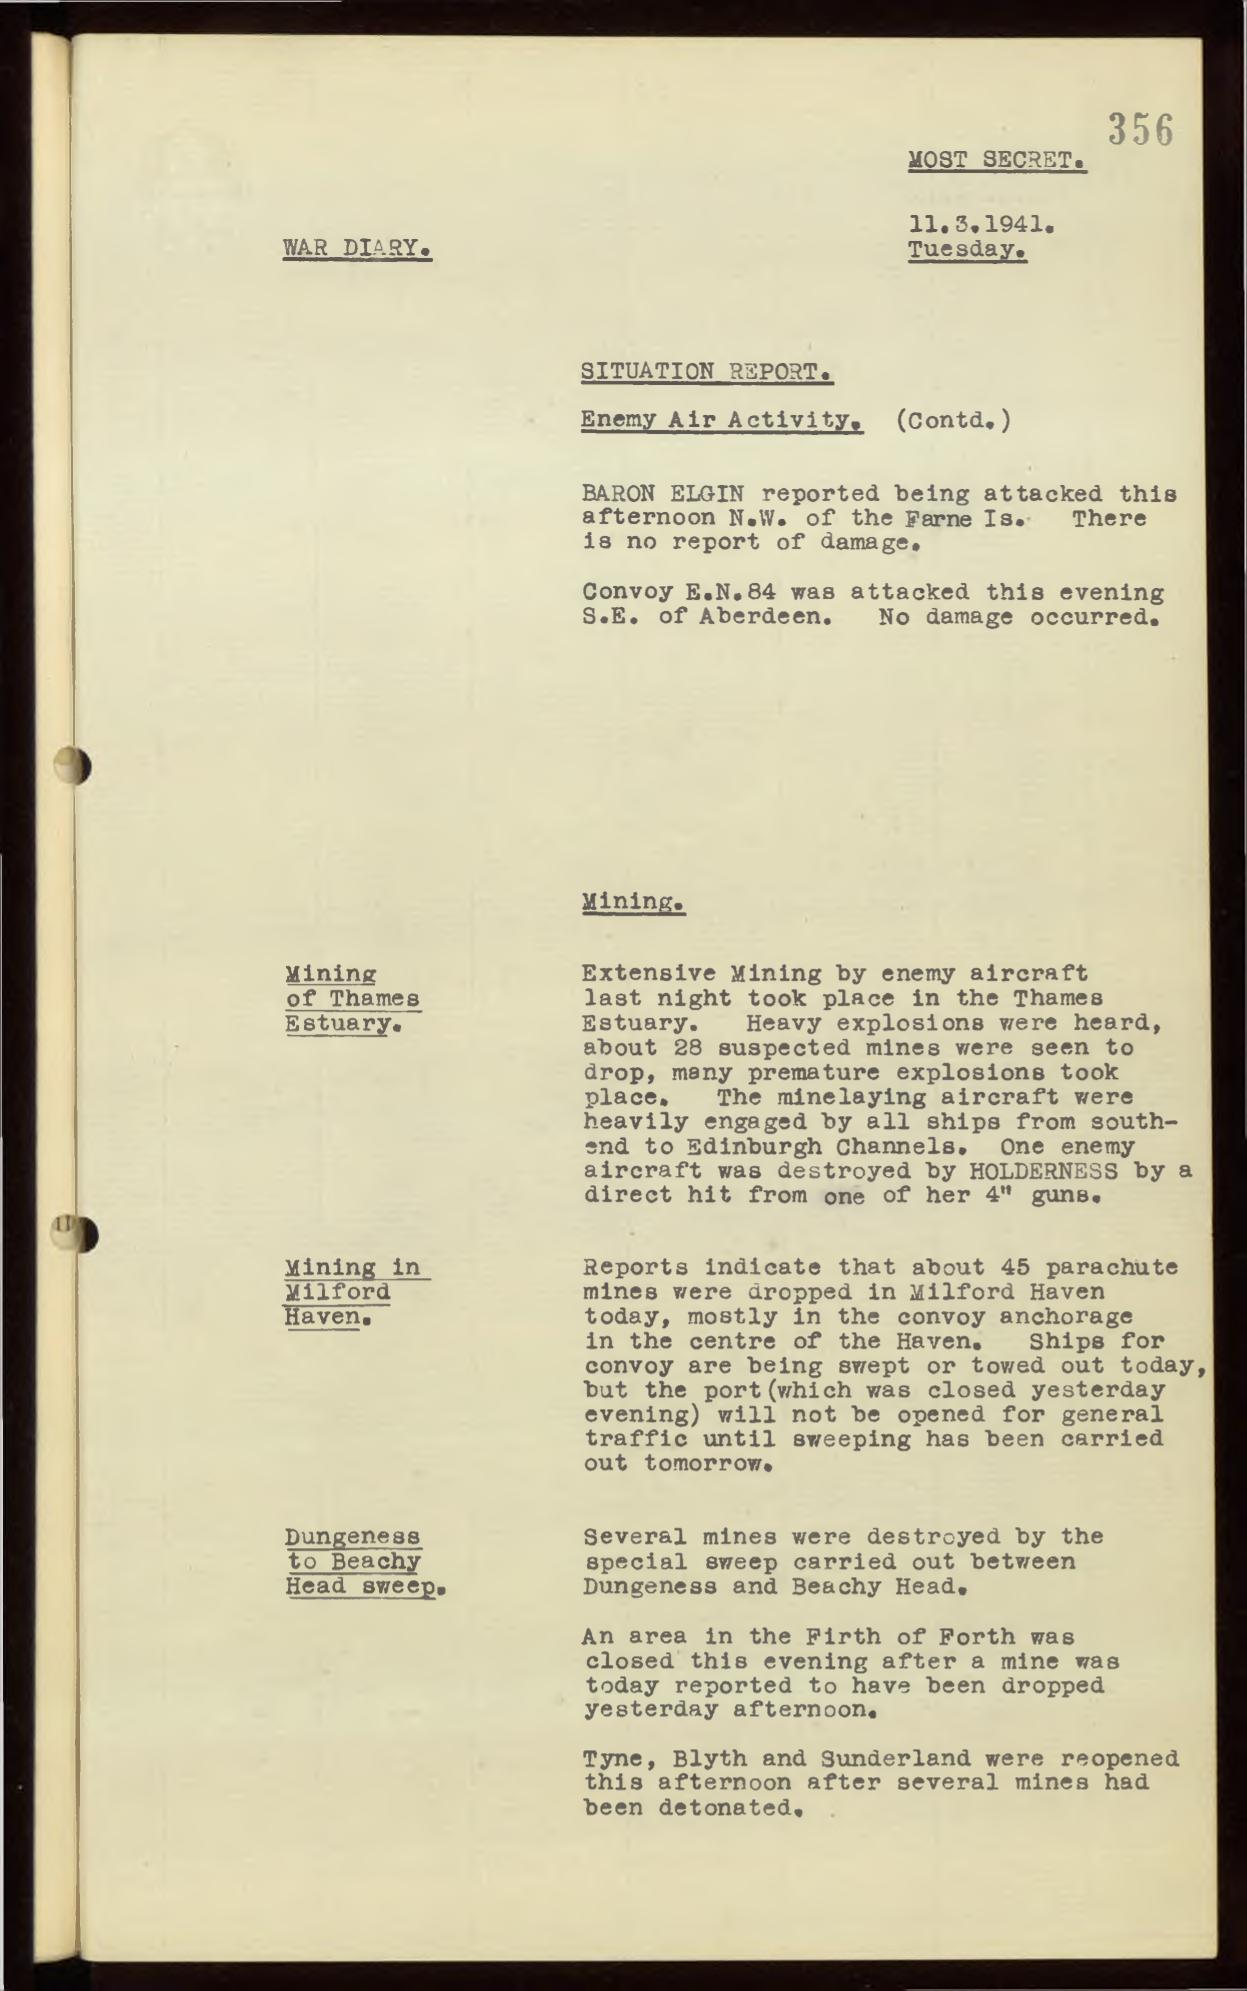 356
MOST SECRET.
11.3.1941.
WAR DIARY.
Tuesday.
SITUATION REPORT.
Enemy Air Activity. (Contd.)
BARON ELGIN reported being attacked this
afternoon N.W. of the Farne Is. There
is no report of damage.
Convoy E.N.84 was attacked this evening
S.E. of Aberdeen. No damage occurred.
Mining.
Mining
of Thames
Estuary.
Extensive Mining by enemy aircraft
last night took place in the Thames
Estuary. Heavy explosions were heard,
about 28 suspected mines were seen to
drop, many premature explosions took
place. The minelaying aircraft were
heavily engaged by all ships from south-
end to Edinburgh Channels. One enemy
aircraft was destroyed by HOLDERNESS by a
direct hit from one of her 4" guns.
Mining in
Milford
Haven.
Reports indicate that about 45 parachute
mines were dropped in Milford Haven
today, mostly in the convoy anchorage
in the centre of the Haven. Ships for
convoy are being swept or towed out today,
but the port (which was closed yesterday
evening) will not be opened for general
traffic until sweeping has been carried
out tomorrow.
Dungeness
to Beachy
Head sweep.
Several mines were destroyed by the
special sweep carried out between
Dungeness and Beachy Head.
An area in the Firth of Forth was
closed this evening after a mine was
today reported to have been dropped
yesterday afternoon.
Tyne, Blyth and Sunderland were reopened
this afternoon after several mines had
been detonated.